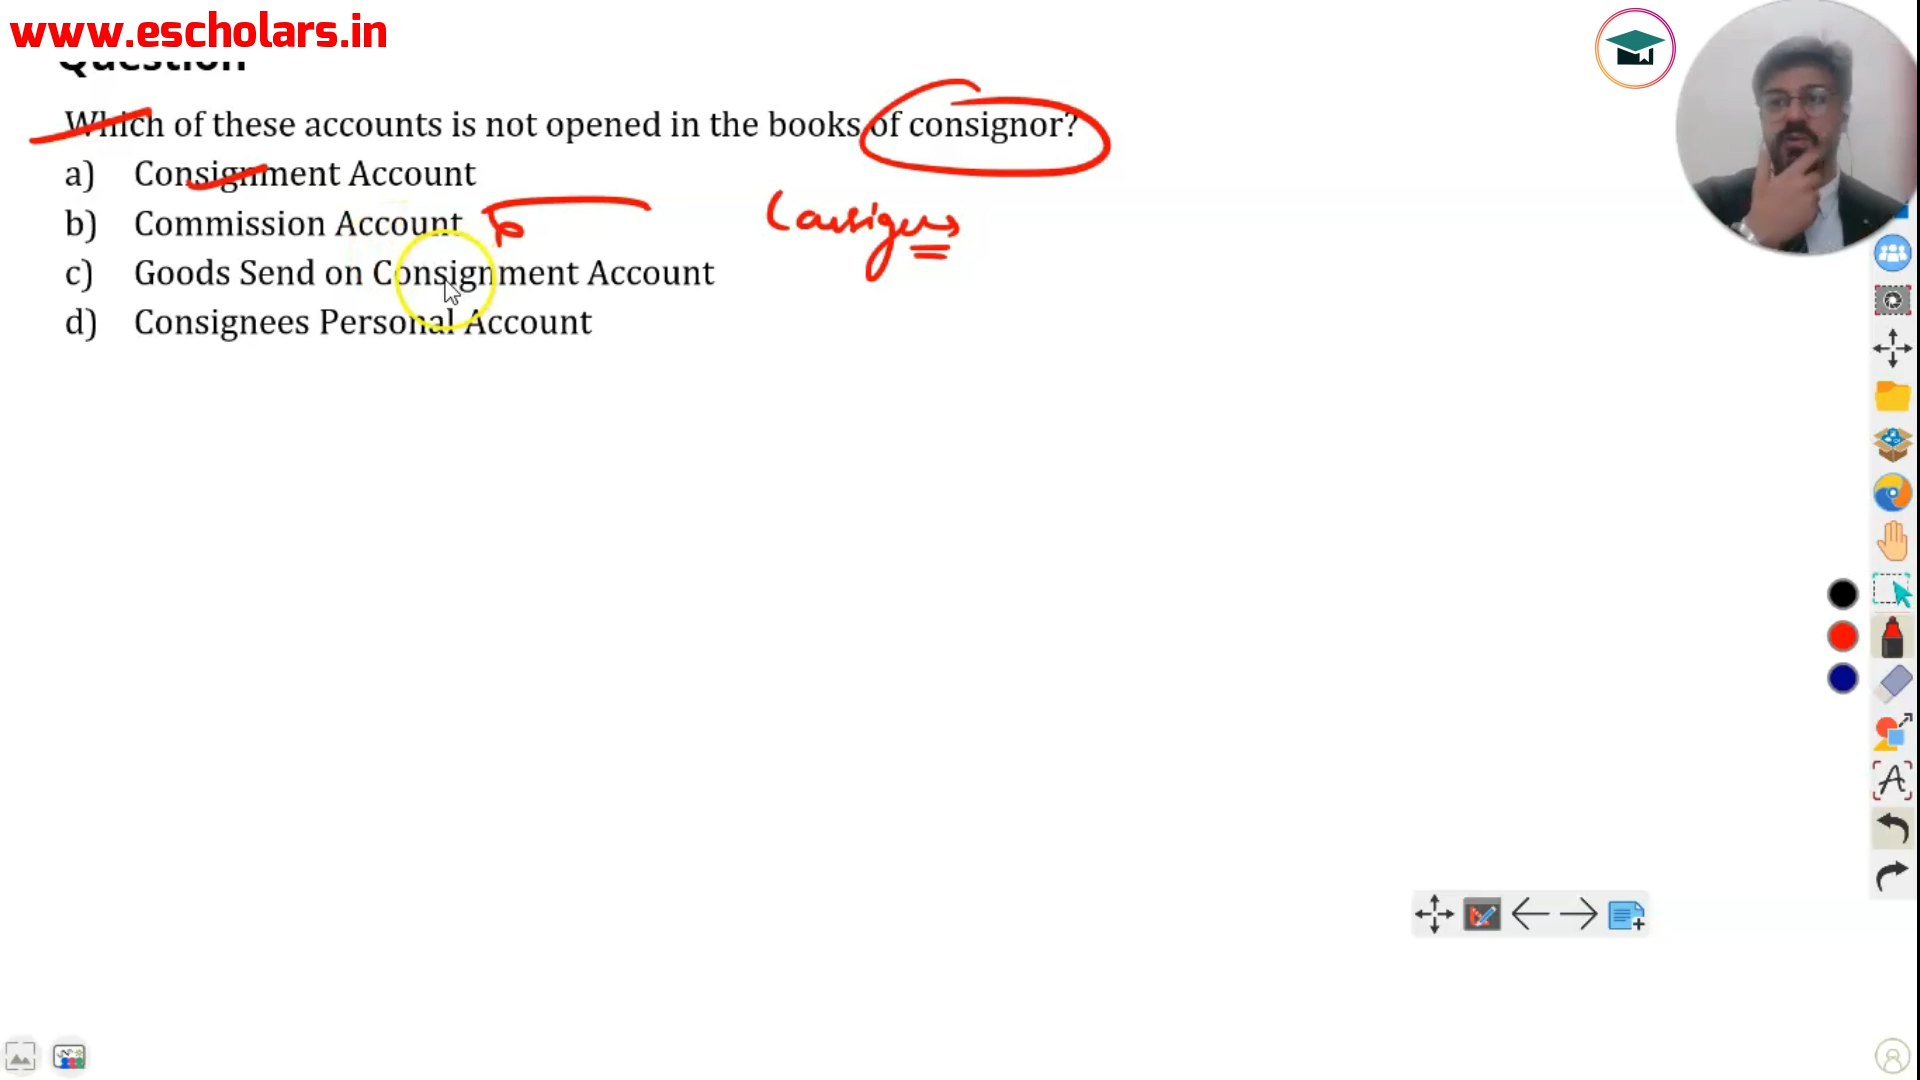 www.escholars.in
Question
Which of these accounts is not opened in the books of consignor?
a) Consignment Account
b) Commission Account
c) Goods Send on Consignment Account
d) Consignees Personal Account